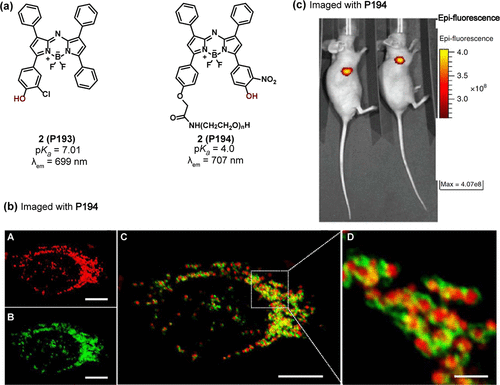 (a)
N
N
N
B
F
F
Cl
HO
2 (P193)
pKa = 7.01
λem = 699 nm
N
N
N
B
F
F
NO2
OH
O
O
NH(CH2CH2O)nH
2 (P194)
pKa = 4.0
λem = 707 nm
(c) Imaged with P194
Epi-fluorescence
Epi-fluorescence
4.0
3.5
3.0
×10⁸
Max = 4.07e8
(b) Imaged with P194
A
B
C
D